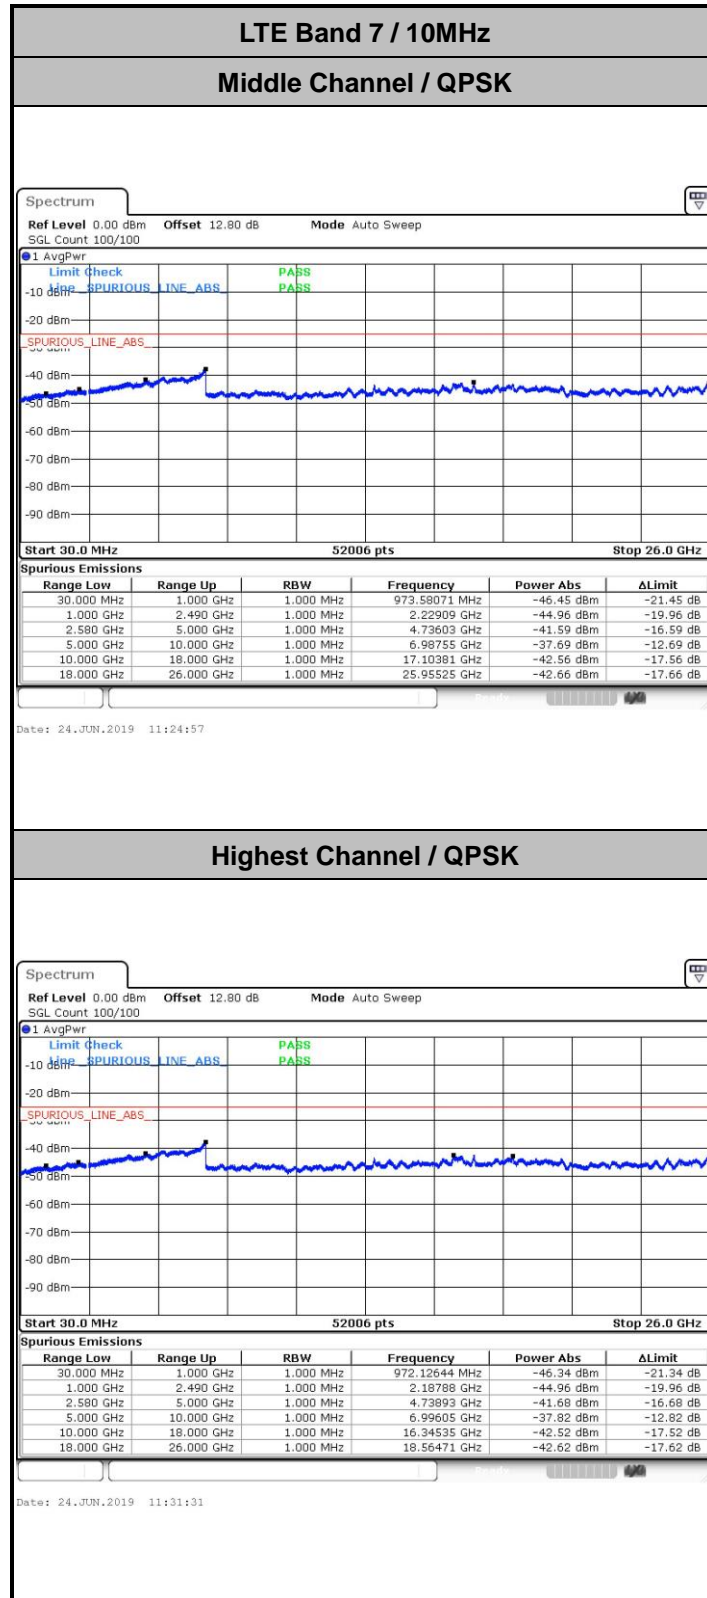 LTE Band 7 / 10MHz
Middle Channel / QPSK
Spectrum
Ref Level 0.00 dBm Offset 12.80 dB Mode Auto Sweep
SGL Count 100/100
1 AvgPwr
Limit Check PASS
Line _SPURIOUS_LINE_ABS_ PASS
-10 dBm
-20 dBm
_SPURIOUS_LINE_ABS_
-30 dBm
-40 dBm
-50 dBm
-60 dBm
-70 dBm
-80 dBm
-90 dBm
Start 30.0 MHz 52006 pts Stop 26.0 GHz
Spurious Emissions
Range Low Range Up RBW Frequency Power Abs ΔLimit
30.000 MHz 1.000 GHz 1.000 MHz 973.58071 MHz -46.45 dBm -21.45 dB
1.000 GHz 2.490 GHz 1.000 MHz 2.22909 GHz -44.96 dBm -19.96 dB
2.580 GHz 5.000 GHz 1.000 MHz 4.73603 GHz -41.59 dBm -16.59 dB
5.000 GHz 10.000 GHz 1.000 MHz 6.98755 GHz -37.69 dBm -12.69 dB
10.000 GHz 18.000 GHz 1.000 MHz 17.10381 GHz -42.56 dBm -17.56 dB
18.000 GHz 26.000 GHz 1.000 MHz 25.95525 GHz -42.66 dBm -17.66 dB
Date: 24.JUN.2019 11:24:57
Highest Channel / QPSK
Spectrum
Ref Level 0.00 dBm Offset 12.80 dB Mode Auto Sweep
SGL Count 100/100
1 AvgPwr
Limit Check PASS
Line _SPURIOUS_LINE_ABS_ PASS
-10 dBm
-20 dBm
_SPURIOUS_LINE_ABS_
-30 dBm
-40 dBm
-50 dBm
-60 dBm
-70 dBm
-80 dBm
-90 dBm
Start 30.0 MHz 52006 pts Stop 26.0 GHz
Spurious Emissions
Range Low Range Up RBW Frequency Power Abs ΔLimit
30.000 MHz 1.000 GHz 1.000 MHz 972.12644 MHz -46.34 dBm -21.34 dB
1.000 GHz 2.490 GHz 1.000 MHz 2.18788 GHz -44.96 dBm -19.96 dB
2.580 GHz 5.000 GHz 1.000 MHz 4.73893 GHz -41.68 dBm -16.68 dB
5.000 GHz 10.000 GHz 1.000 MHz 6.99605 GHz -37.82 dBm -12.82 dB
10.000 GHz 18.000 GHz 1.000 MHz 16.34535 GHz -42.52 dBm -17.52 dB
18.000 GHz 26.000 GHz 1.000 MHz 18.56471 GHz -42.62 dBm -17.62 dB
Date: 24.JUN.2019 11:31:31